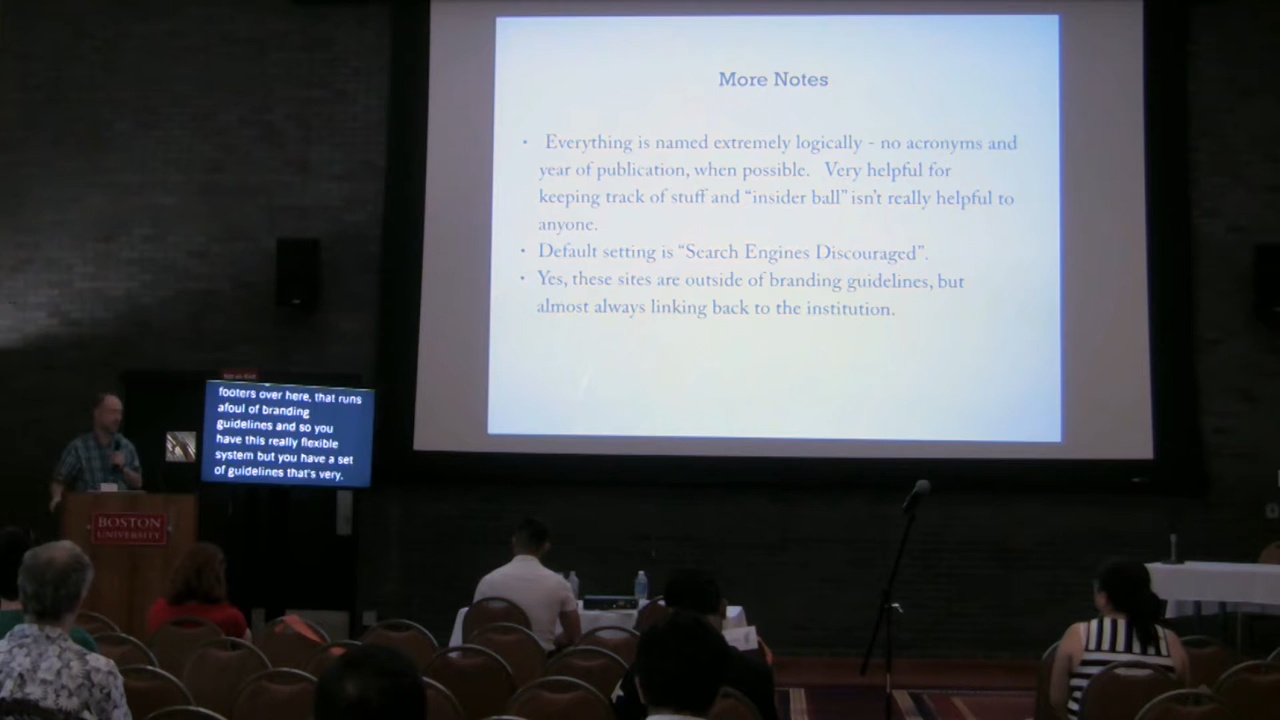 More Notes
• Everything is named extremely logically - no acronyms and
year of publication, when possible. Very helpful for
keeping track of stuff and “insider ball” isn’t really helpful to
anyone.
• Default setting is “Search Engines Discouraged”.
• Yes, these sites are outside of branding guidelines, but
almost always linking back to the institution.
footers over here, that runs
afoul of branding
guidelines and so you
have this really flexible
system but you have a set
of guidelines that's very.
BOSTON
UNIVERSITY